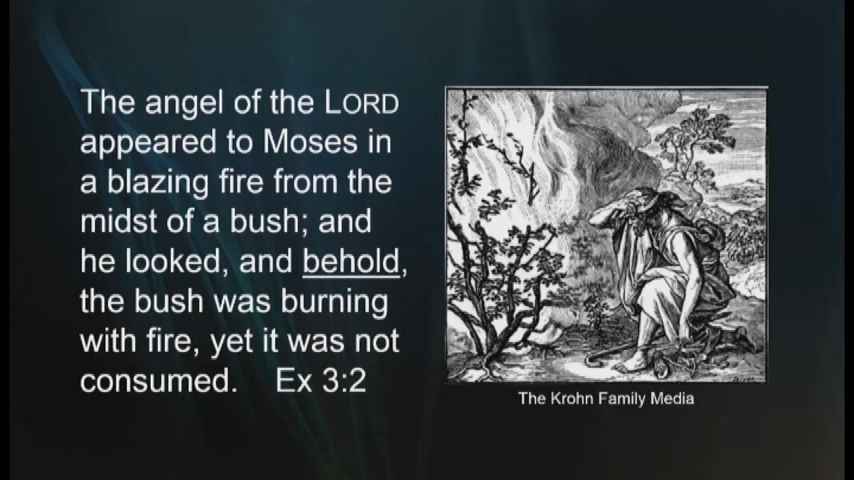 The angel of the LORD
appeared to Moses in
a blazing fire from the
midst of a bush; and
he looked, and behold,
the bush was burning
with fire, yet it was not
consumed. Ex 3:2
The Krohn Family Media